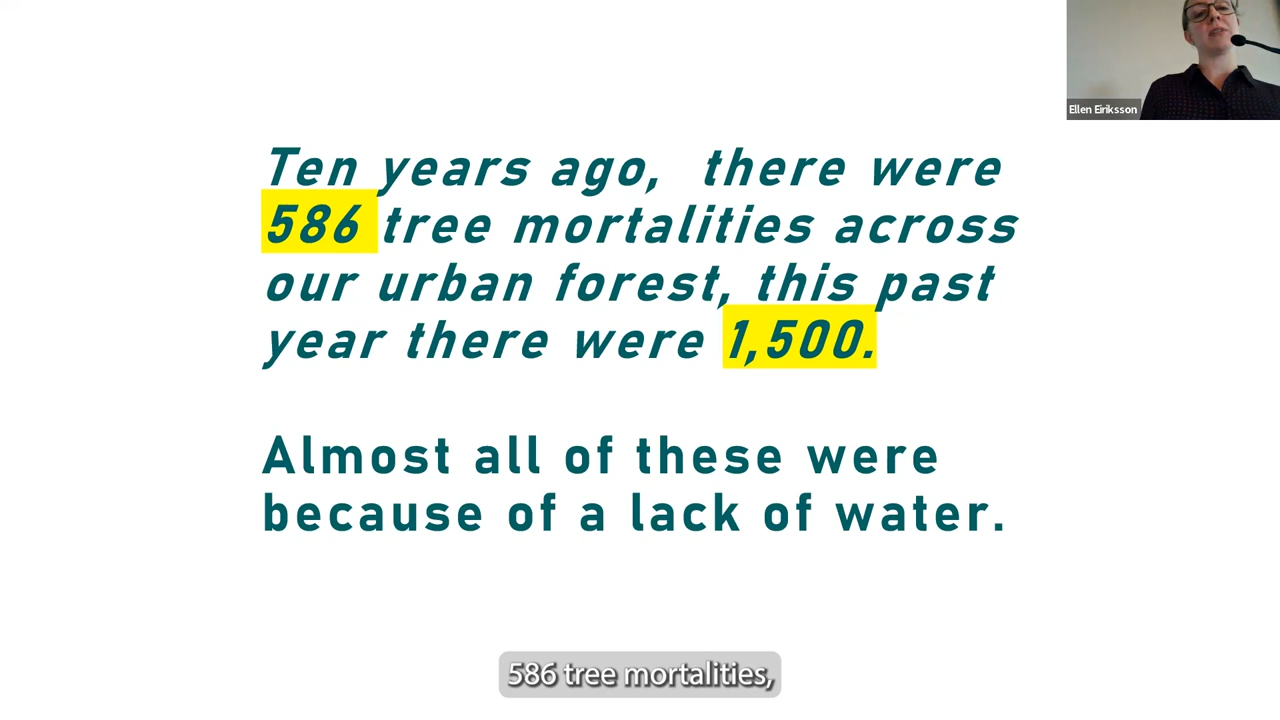 Ellen Eiriksson
Ten years ago, there were
586 tree mortalities across
our urban forest, this past
year there were 1,500.
Almost all of these were
because of a lack of water.
586 tree mortalities,